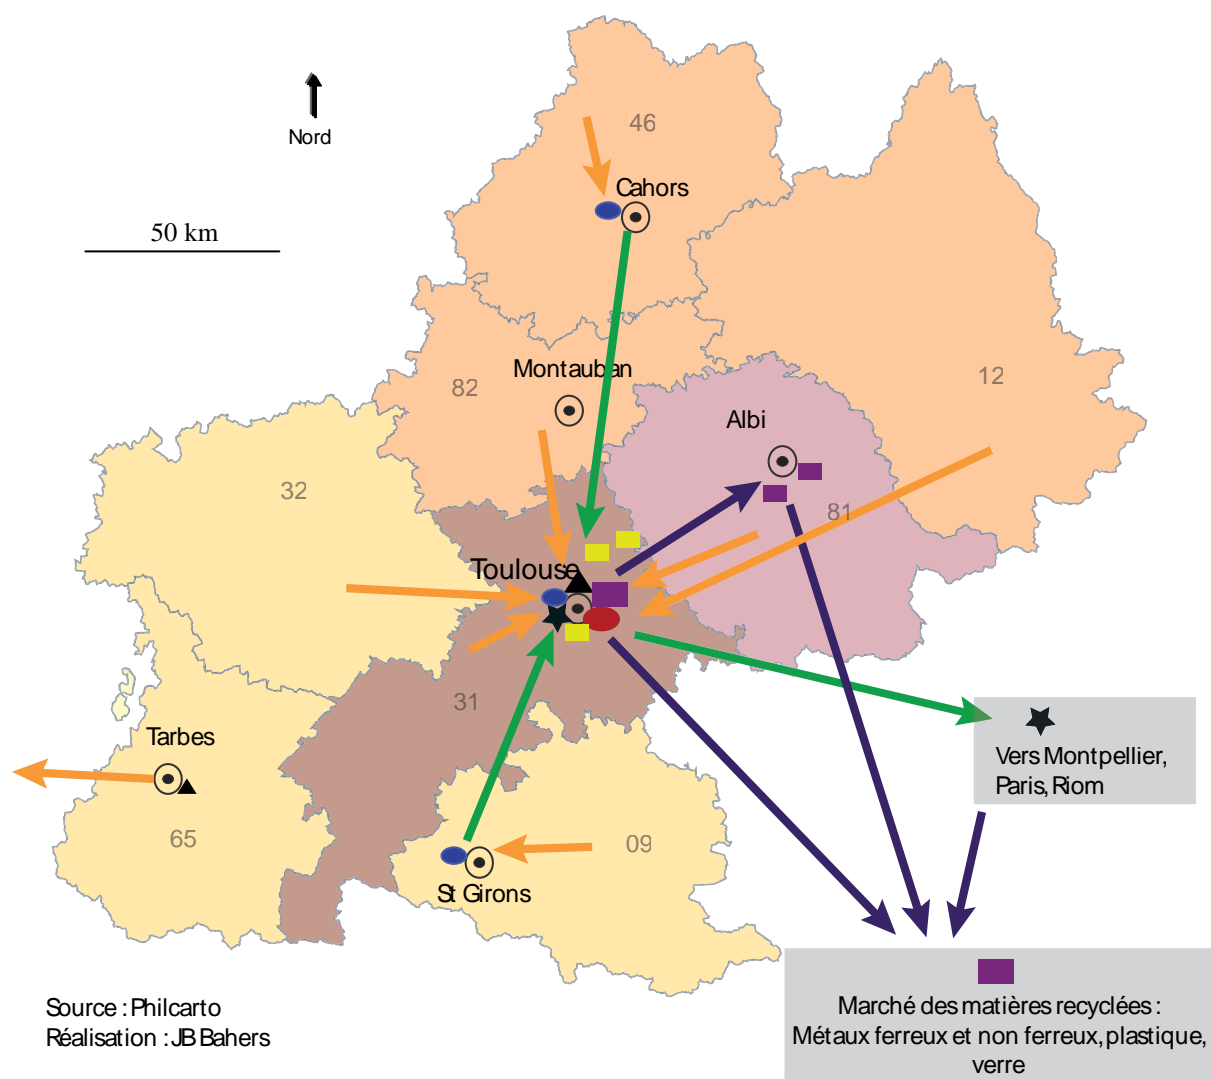 46
Nord
Cahors
50 km
Montauban
82
12
Albi
32
81
Toulouse
31
Tarbes
Vers Montpellier,
Paris, Riom
65
09
St Girons
Source : Philcarto
Réalisation : JB Bahers
Marché des matières recyclées :
Métaux ferreux et non ferreux, plastique,
verre